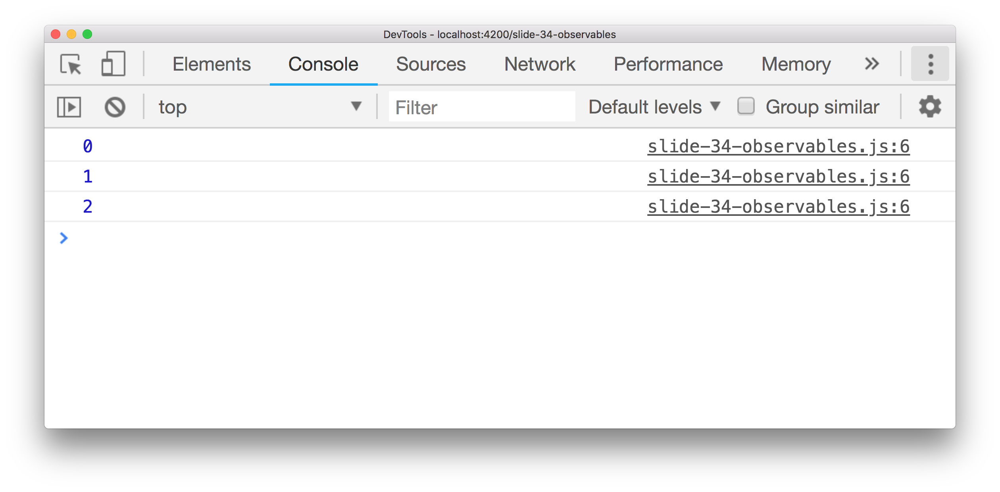 DevTools - localhost:4200/slide-34-observables
Elements Console Sources Network Performance Memory
top Filter Default levels Group similar
0 slide-34-observables.js:6
1 slide-34-observables.js:6
2 slide-34-observables.js:6